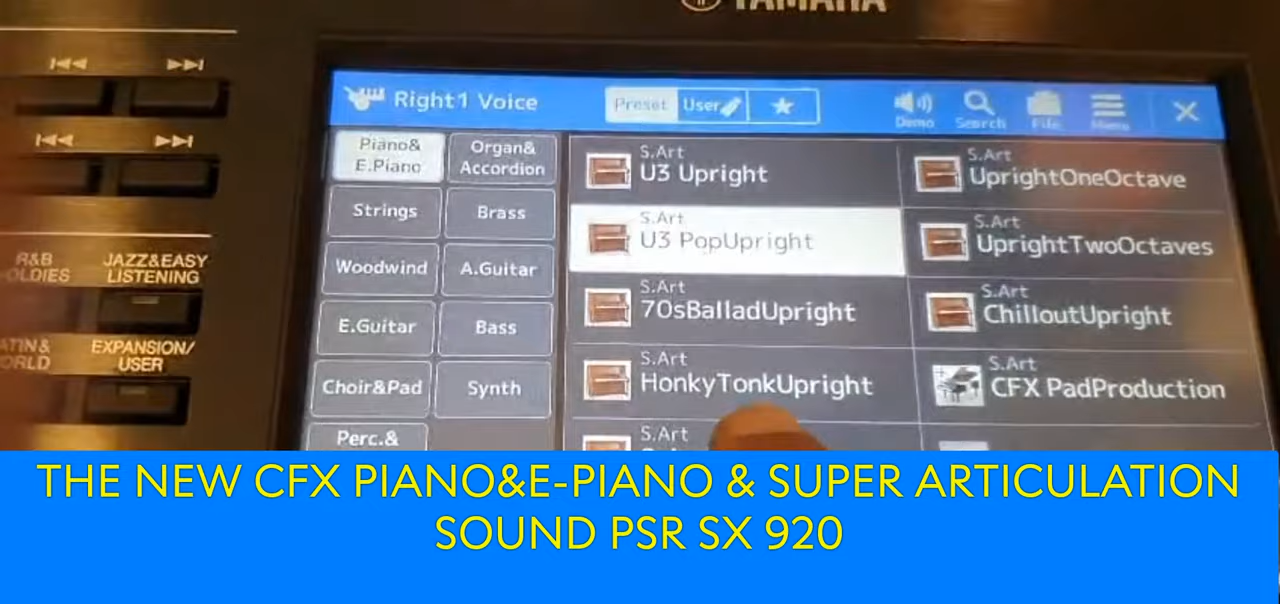 YAMAHA
Right1 Voice
Preset
User
Demo
Search
File
Menu
Piano&
E.Piano
Organ&
Accordion
Strings
Brass
Woodwind
A.Guitar
E.Guitar
Bass
Choir&Pad
Synth
Perc.&
S.Art
U3 Upright
S.Art
UprightOneOctave
S.Art
U3 PopUpright
S.Art
UprightTwoOctaves
S.Art
70sBalladUpright
S.Art
ChilloutUpright
S.Art
HonkyTonkUpright
S.Art
CFX PadProduction
S.Art
R&B
OLDIES
JAZZ&EASY
LISTENING
EXPANSION/
USER
THE NEW CFX PIANO&E-PIANO & SUPER ARTICULATION
SOUND PSR SX 920